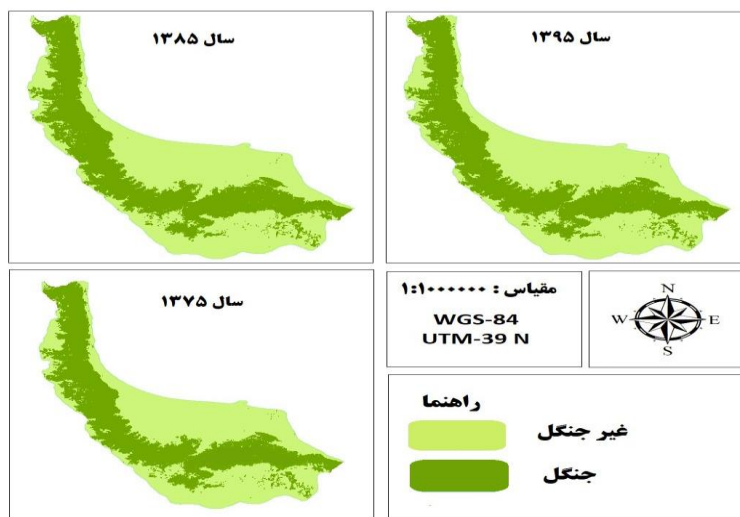 سال ۱۳۸۵
سال ۱۳۹۵
سال ۱۳۷۵
مقیاس : ۱:۱۰۰۰۰۰۰
WGS-84
UTM-39 N
N
W E
S
راهنما
غیر جنگل
جنگل